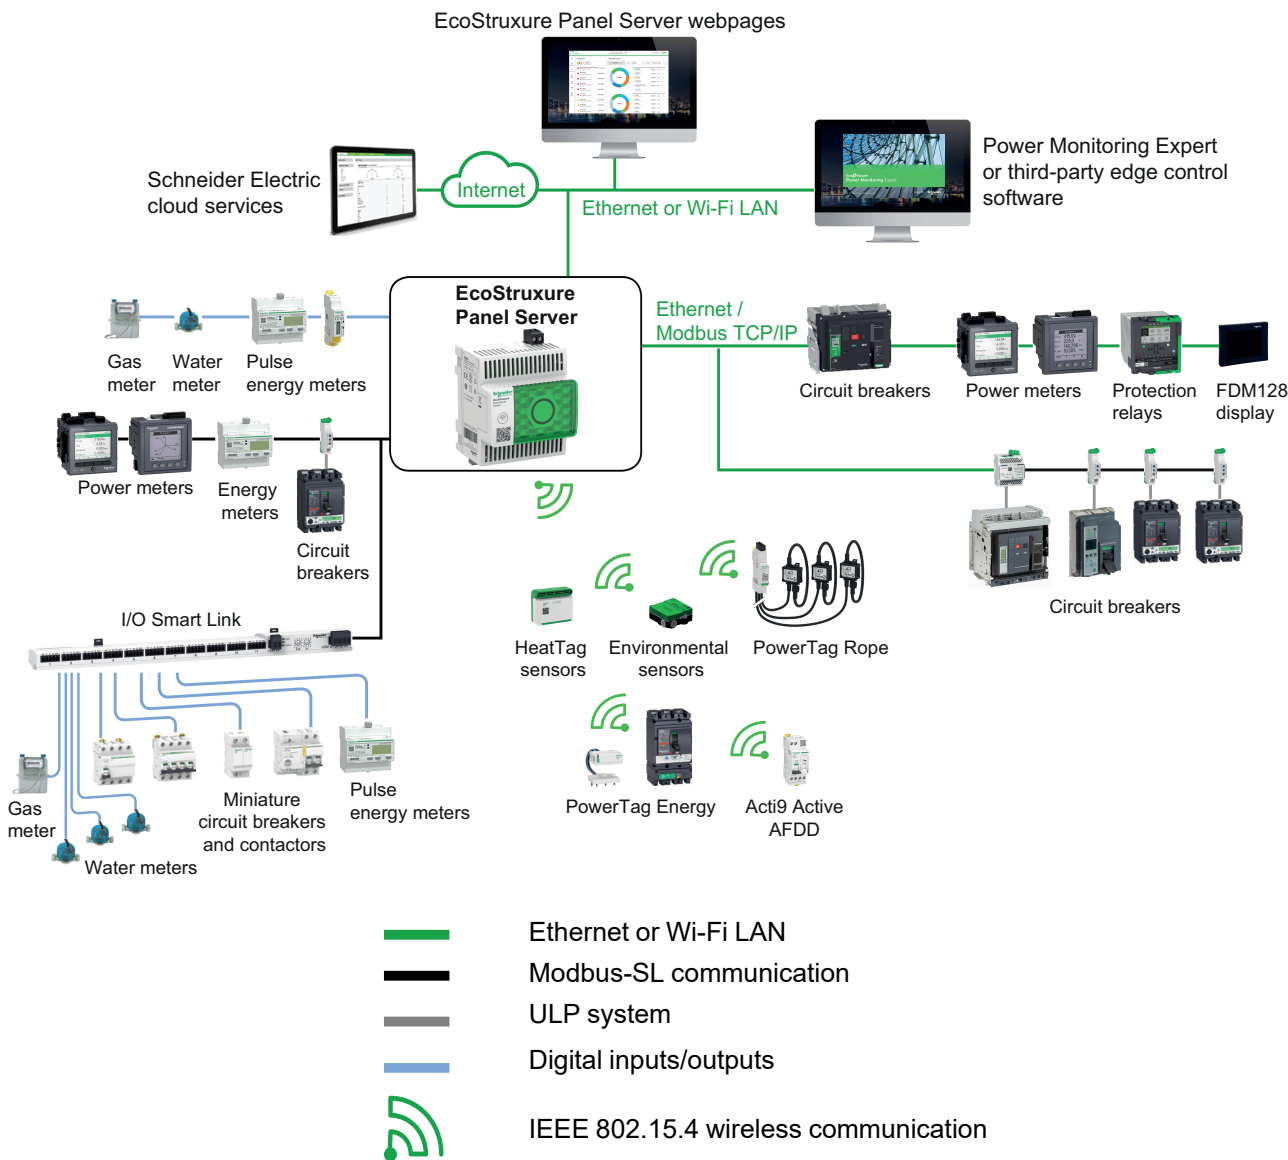 EcoStruxure Panel Server webpages
Power Monitoring Expert
or third-party edge control
software
Schneider Electric
cloud services
Internet
Ethernet or Wi-Fi LAN
EcoStruxure
Panel Server
Ethernet /
Modbus TCP/IP
Gas
meter
Water
meter
Pulse
energy meters
Circuit breakers
Power meters
Protection
relays
FDM128
display
Power meters
Energy
meters
Circuit
breakers
Circuit breakers
I/O Smart Link
HeatTag
sensors
Environmental
sensors
PowerTag Rope
Gas
meter
Water meters
Miniature
circuit breakers
and contactors
Pulse
energy meters
PowerTag Energy
Acti9 Active
AFDD
Ethernet or Wi-Fi LAN
Modbus-SL communication
ULP system
Digital inputs/outputs
IEEE 802.15.4 wireless communication